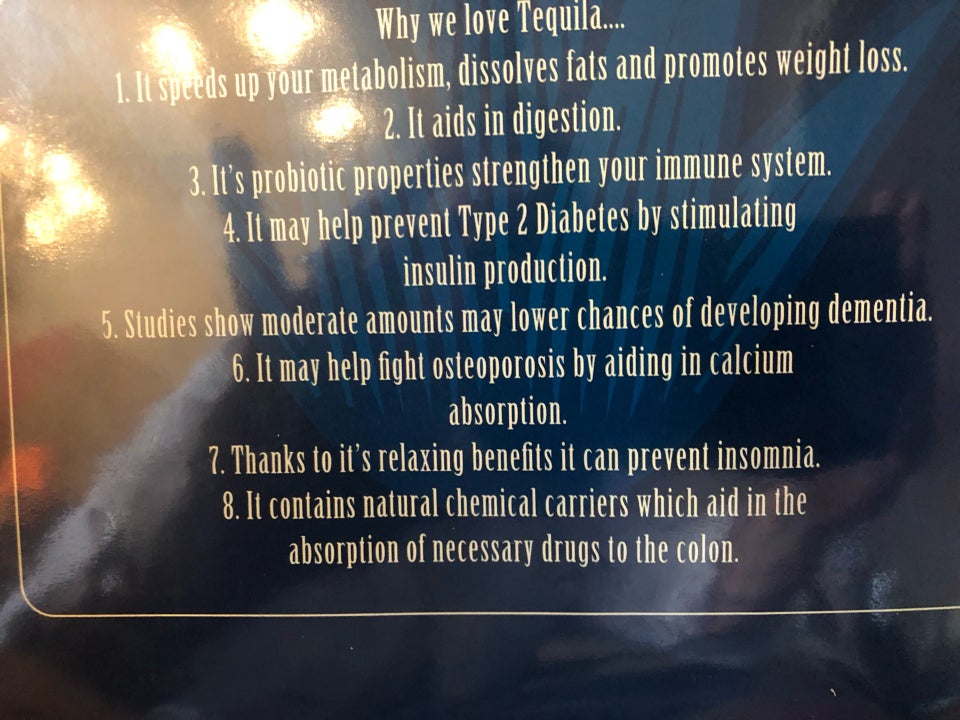 Why we love Tequila....
1. It speeds up your metabolism, dissolves fats and promotes weight loss.
2. It aids in digestion.
3. It's probiotic properties strengthen your immune system.
4. It may help prevent Type 2 Diabetes by stimulating
insulin production.
5. Studies show moderate amounts may lower chances of developing dementia.
6. It may help fight osteoporosis by aiding in calcium
absorption.
7. Thanks to it's relaxing benefits it can prevent insomnia.
8. It contains natural chemical carriers which aid in the
absorption of necessary drugs to the colon.